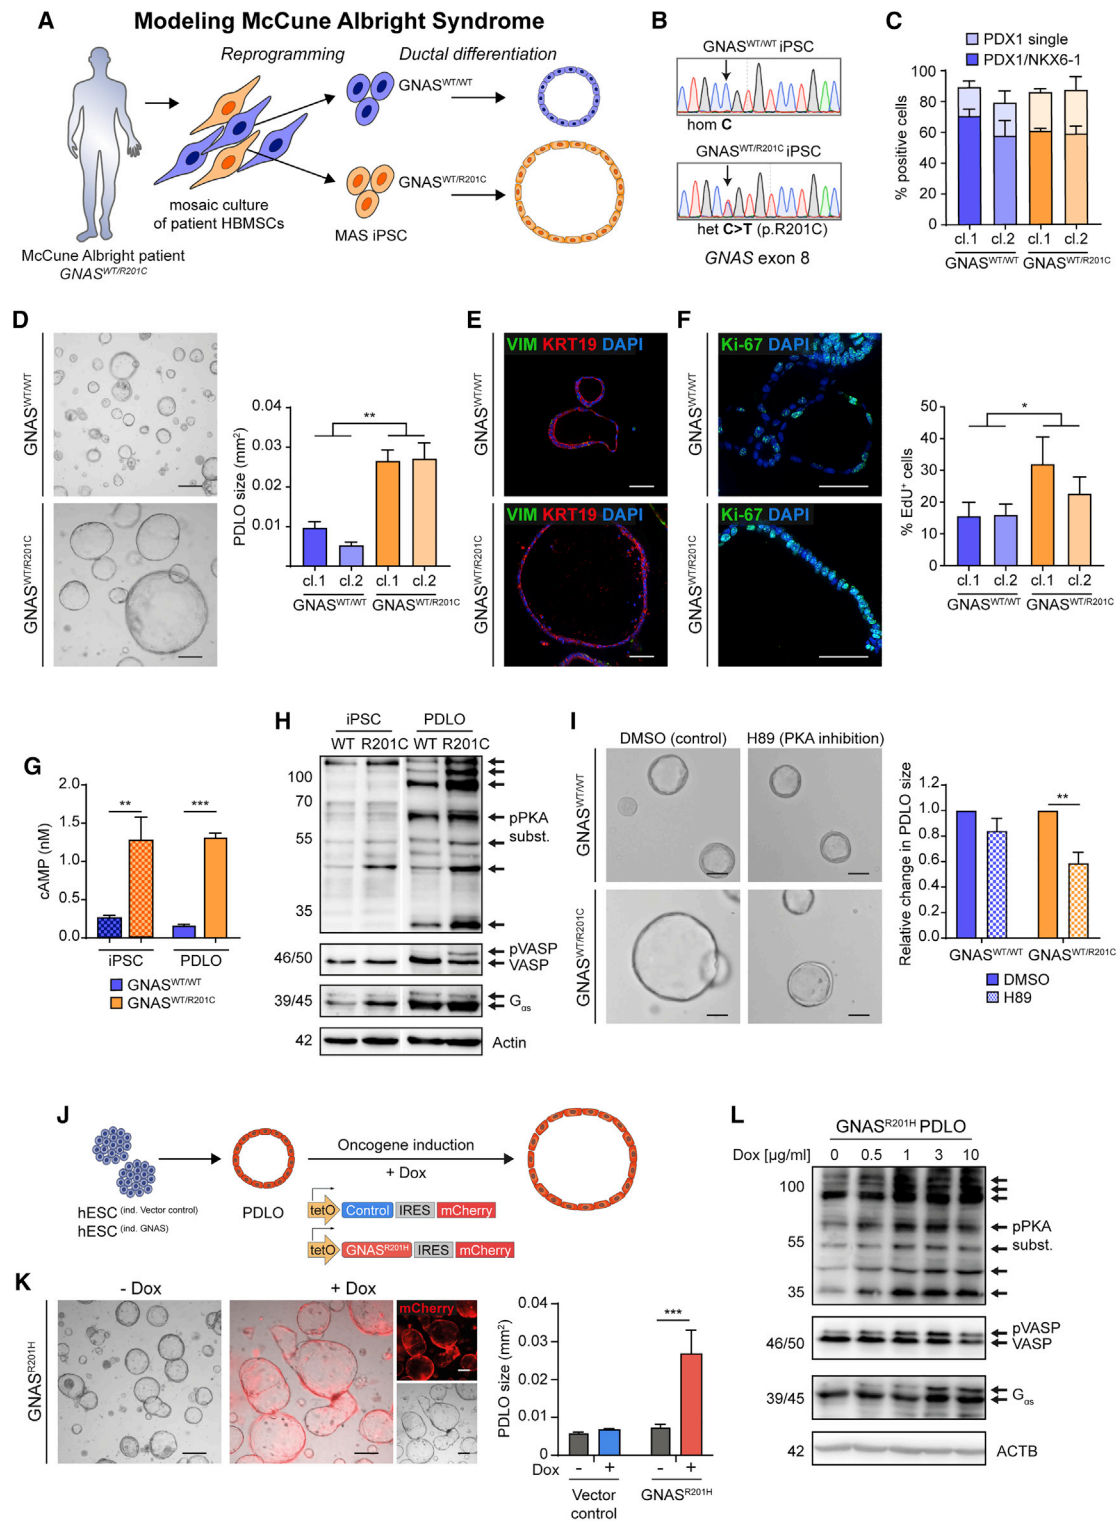 A
Modeling McCune Albright Syndrome
Reprogramming
Ductal differentiation
GNAS WT/WT
mosaic culture
of patient HBMSCs
GNAS WT/R201C
MAS iPSC
McCune Albright patient
GNAS WT/R201C
B
GNAS WT/WT iPSC
hom C
GNAS WT/R201C iPSC
het C>T (p.R201C)
GNAS exon 8
C
PDX1 single
PDX1/NKX6-1
% positive cells
100
80
60
40
20
0
cl.1 cl.2 cl.1 cl.2
GNAS WT/WT GNAS WT/R201C
D
GNAS WT/WT
GNAS WT/R201C
PDLO size (mm²)
0.04
0.03
0.02
0.01
**
cl.1 cl.2 cl.1 cl.2
GNAS WT/WT GNAS WT/R201C
E
GNAS WT/WT
VIM KRT19 DAPI
GNAS WT/R201C
VIM KRT19 DAPI
F
GNAS WT/WT
Ki-67 DAPI
GNAS WT/R201C
Ki-67 DAPI
% EdU⁺ cells
50
40
30
20
10
0
*
cl.1 cl.2 cl.1 cl.2
GNAS WT/WT GNAS WT/R201C
G
cAMP (nM)
2.0
1.5
1.0
0.5
0.0
** ***
iPSC PDLO
GNAS WT/WT
GNAS WT/R201C
H
iPSC PDLO
WT R201C WT R201C
100
70
55
35
pPKA
subst.
46/50
pVASP
VASP
39/45
Gαs
42
Actin
I
DMSO (control) H89 (PKA inhibition)
GNAS WT/WT
GNAS WT/R201C
Relative change in PDLO size
1.2
1.0
0.8
0.6
0.4
0.2
0.0
**
GNAS WT/WT GNAS WT/R201C
DMSO
H89
J
hESC (ind. Vector control)
hESC (ind. GNAS)
PDLO
Oncogene induction
+ Dox
tetO Control IRES mCherry
tetO GNAS R201H IRES mCherry
K
- Dox + Dox
GNAS R201H
mCherry
PDLO size (mm²)
0.04
0.03
0.02
0.01
0
***
Dox - + - +
Vector
control
GNAS R201H
L
GNAS R201H PDLO
Dox [µg/ml] 0 0.5 1 3 10
100
55
35
pPKA
subst.
46/50
pVASP
VASP
39/45
Gαs
42
ACTB